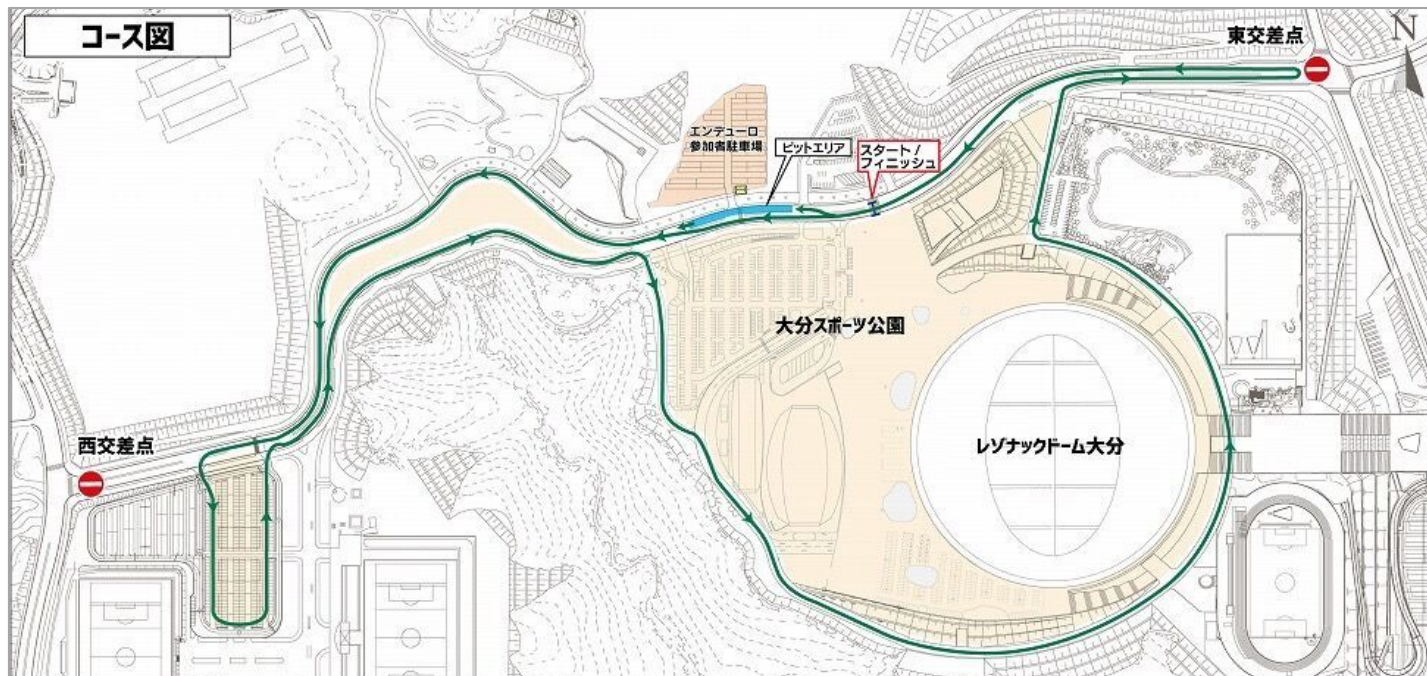 コース図
東交差点
N
エンデューロ
参加者駐車場
ピットエリア
スタート/
フィニッシュ
大分スポーツ公園
レゾナックドーム大分
西交差点